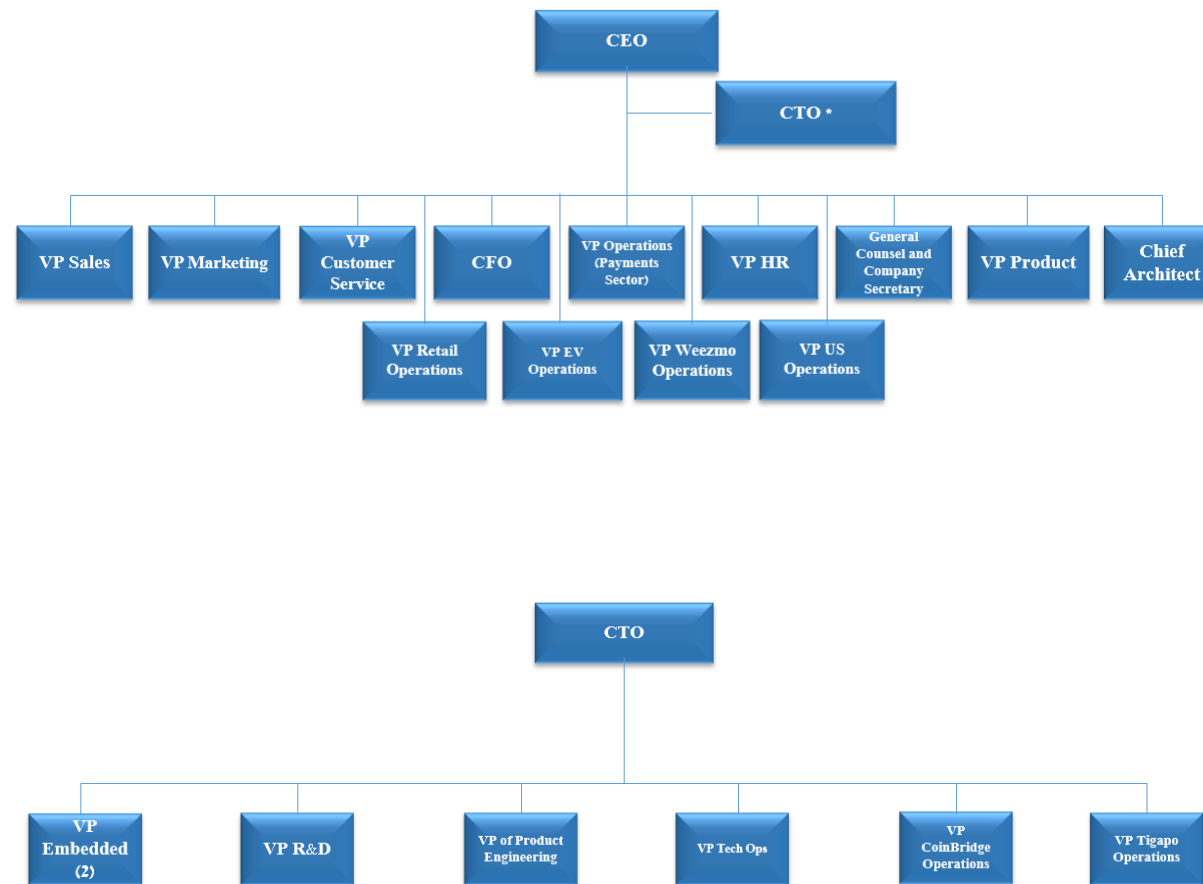 CEO
CTO *
VP Sales
VP Marketing
VP
Customer
Service
CFO
VP Operations
(Payments
Sector)
VP HR
General
Counsel and
Company
Secretary
VP Product
Chief
Architect
VP Retail
Operations
VP EV
Operations
VP Weezmo
Operations
VP US
Operations
CTO
VP
Embedded
(2)
VP R&D
VP of Product
Engineering
VP Tech Ops
VP
CoinBridge
Operations
VP Tigapo
Operations